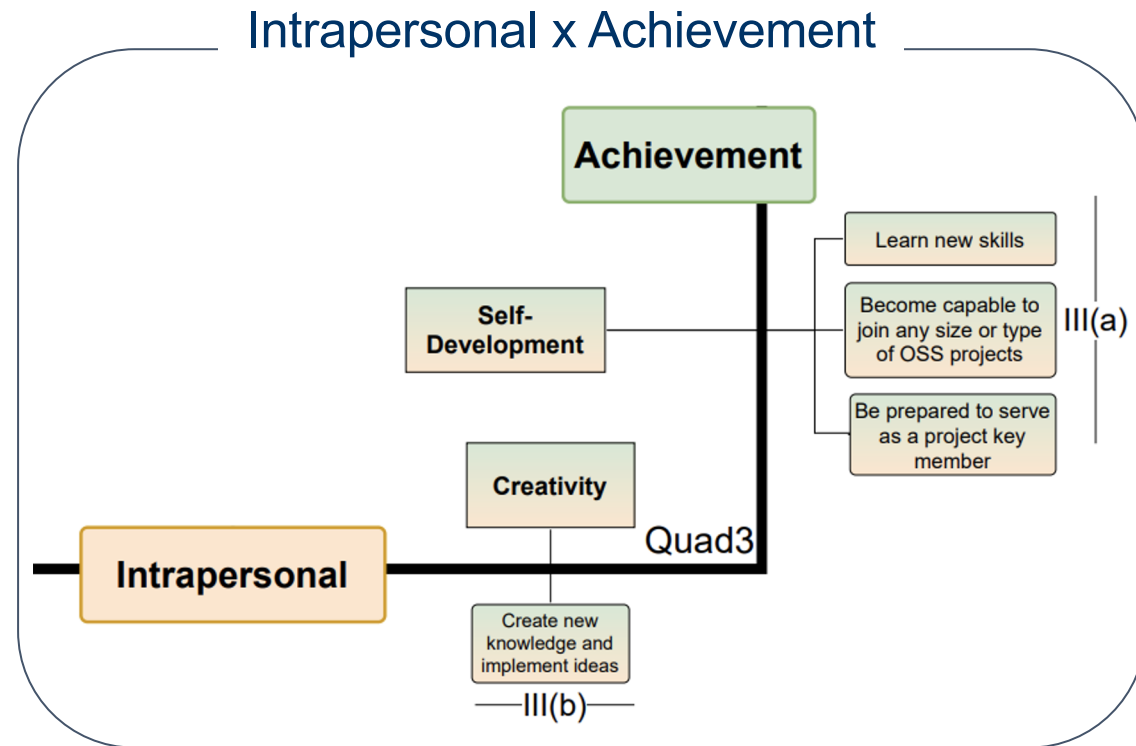 Intrapersonal x Achievement
Achievement
Learn new skills
Self-
Development
Become capable to
join any size or type
of OSS projects
III(a)
Be prepared to serve
as a project key
member
Creativity
Quad3
Intrapersonal
Create new
knowledge and
implement ideas
III(b)